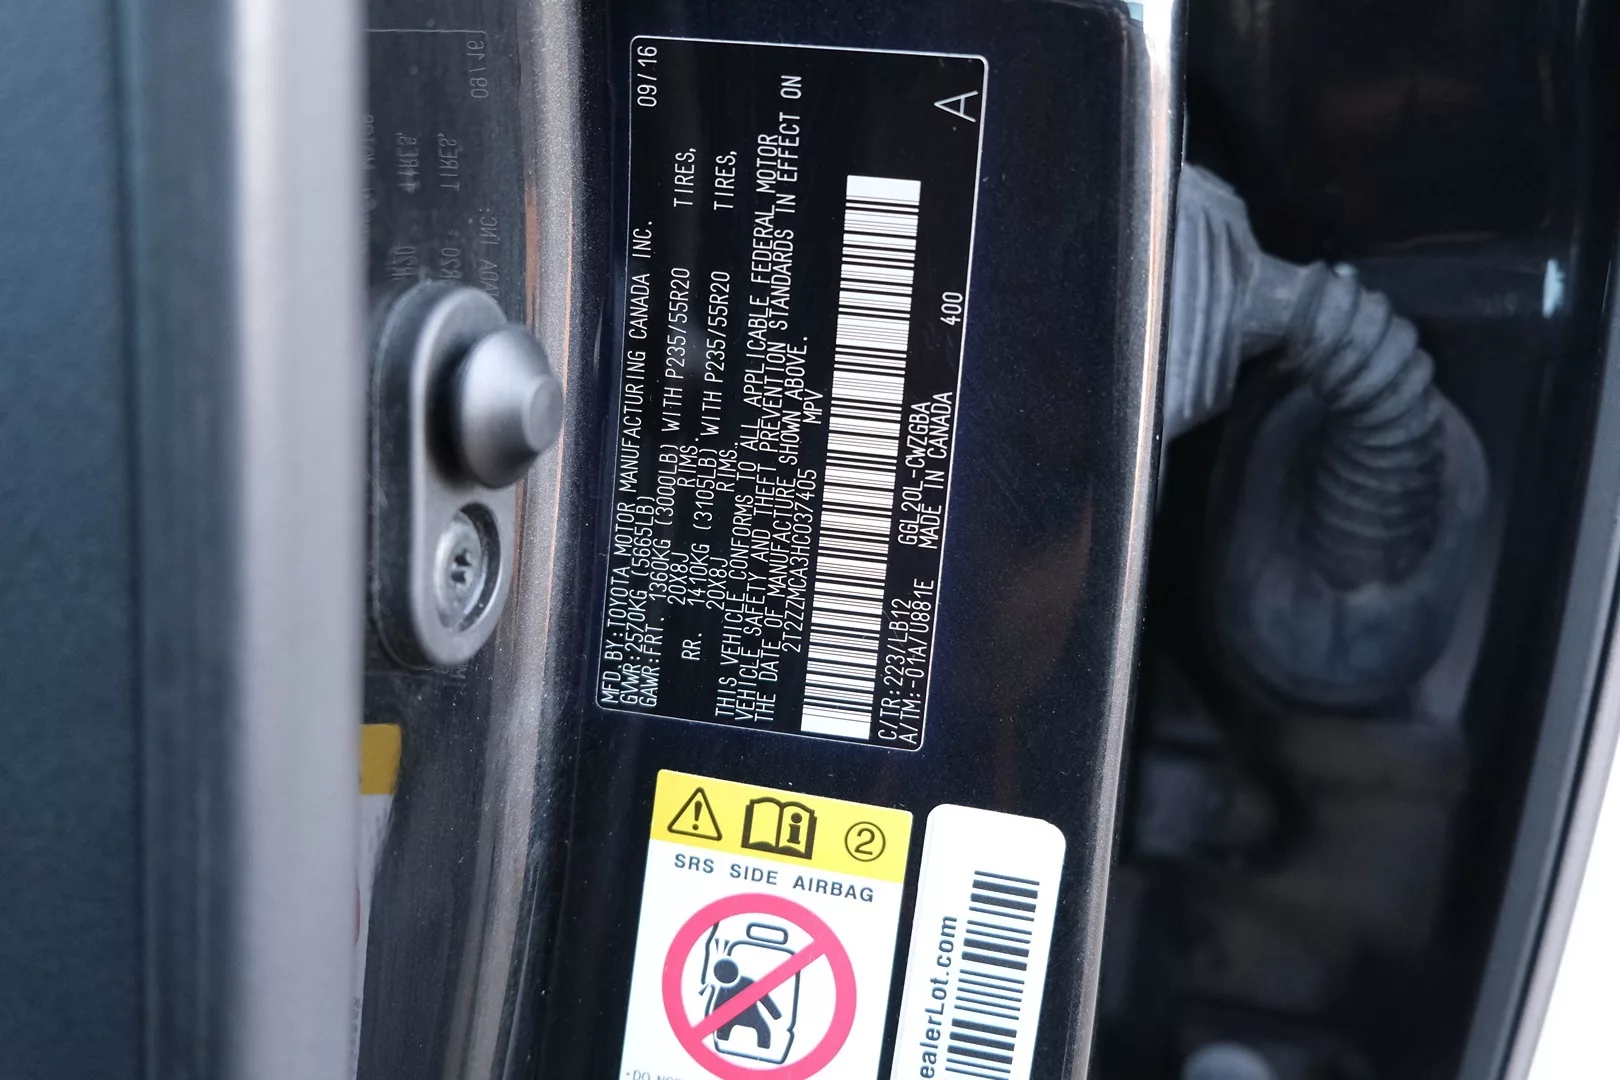 MFD.BY:TOYOTA MOTOR MANUFACTURING CANADA INC. 09/16
GVWR:2570KG (5665LB)
GAWR:FRT. 1360KG (3000LB) WITH P235/55R20 TIRES,
20X8J RIMS.
RR. 1410KG (3105LB) WITH P235/55R20 TIRES,
20X8J RIMS.
THIS VEHICLE CONFORMS TO ALL APPLICABLE FEDERAL MOTOR
VEHICLE SAFETY AND THEFT PREVENTION STANDARDS IN EFFECT ON
THE DATE OF MANUFACTURE SHOWN ABOVE.
2T2ZZMCA3HC037405 MPV
C/TR:223/LB12 GGL20L-CWZGBA
A/TM:-01A/U881E MADE IN CANADA 400
A
2
SRS SIDE AIRBAG
ealerLot.com